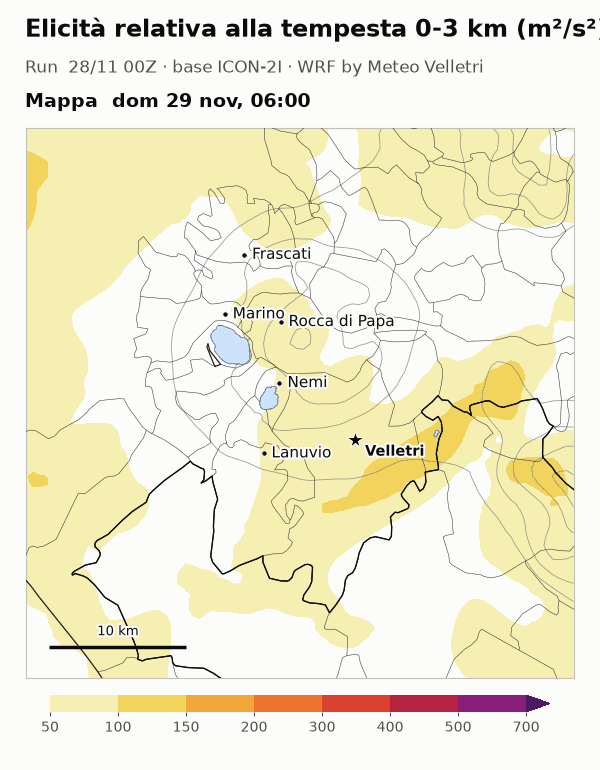 Elicità relativa alla tempesta 0-3 km (m²/s²)
Run 28/11 00Z · base ICON-2I · WRF by Meteo Velletri
Mappa dom 29 nov, 06:00
Frascati
Marino
Rocca di Papa
Nemi
Velletri
Lanuvio
10 km
50 100 150 200 300 400 500 700